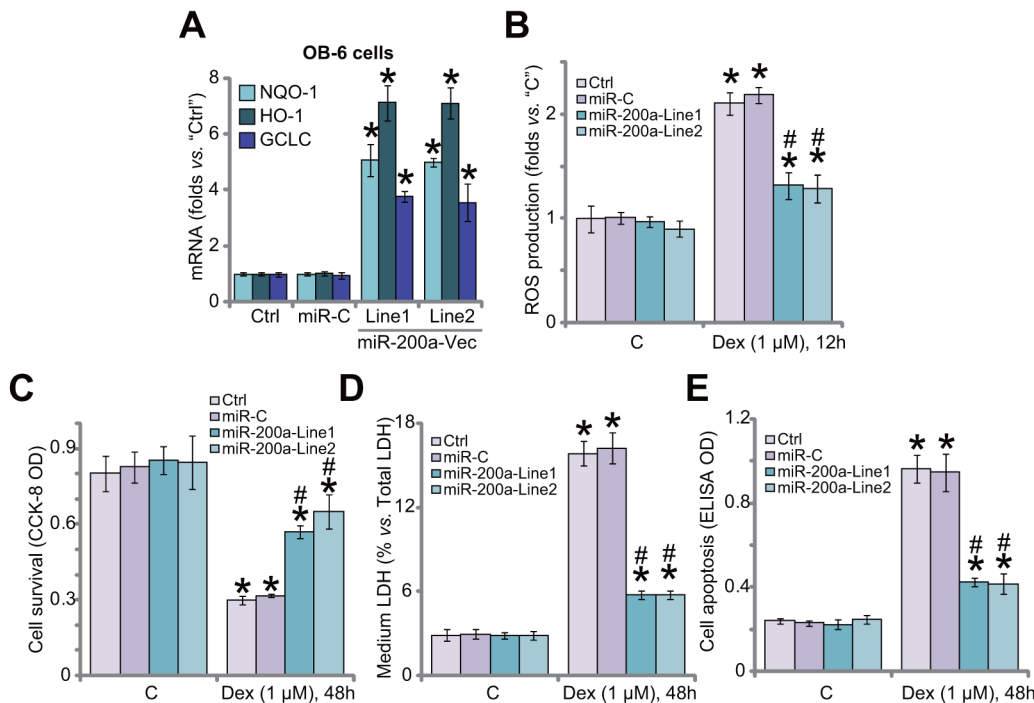 A
OB-6 cells
mRNA (folds vs. “Ctrl”)
8
6
4
2
0
NQO-1
HO-1
GCLC
* * * * * *
Ctrl miR-C Line1 Line2
miR-200a-Vec
B
ROS production (folds vs. “C”)
2
1
0
Ctrl
miR-C
miR-200a-Line1
miR-200a-Line2
* *
# #
* *
C Dex (1 µM), 12h
C
Cell survival (CCK-8 OD)
0.9
0.6
0.3
0
Ctrl
miR-C
miR-200a-Line1
miR-200a-Line2
# #
* * * *
C Dex (1 µM), 48h
D
Medium LDH (% vs. Total LDH)
18
12
6
0
Ctrl
miR-C
miR-200a-Line1
miR-200a-Line2
* *
# #
* *
C Dex (1 µM), 48h
E
Cell apoptosis (ELISA OD)
1.2
0.8
0.4
0
Ctrl
miR-C
miR-200a-Line1
miR-200a-Line2
* *
# #
* *
C Dex (1 µM), 48h